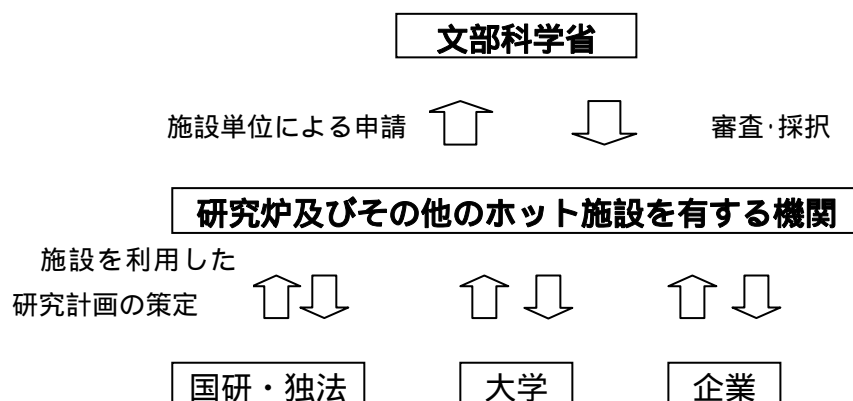 文部科学省
施設単位による申請 審査·採択
研究炉及びその他のホット施設を有する機関
施設を利用した
研究計画の策定
国研・独法 大学 企業